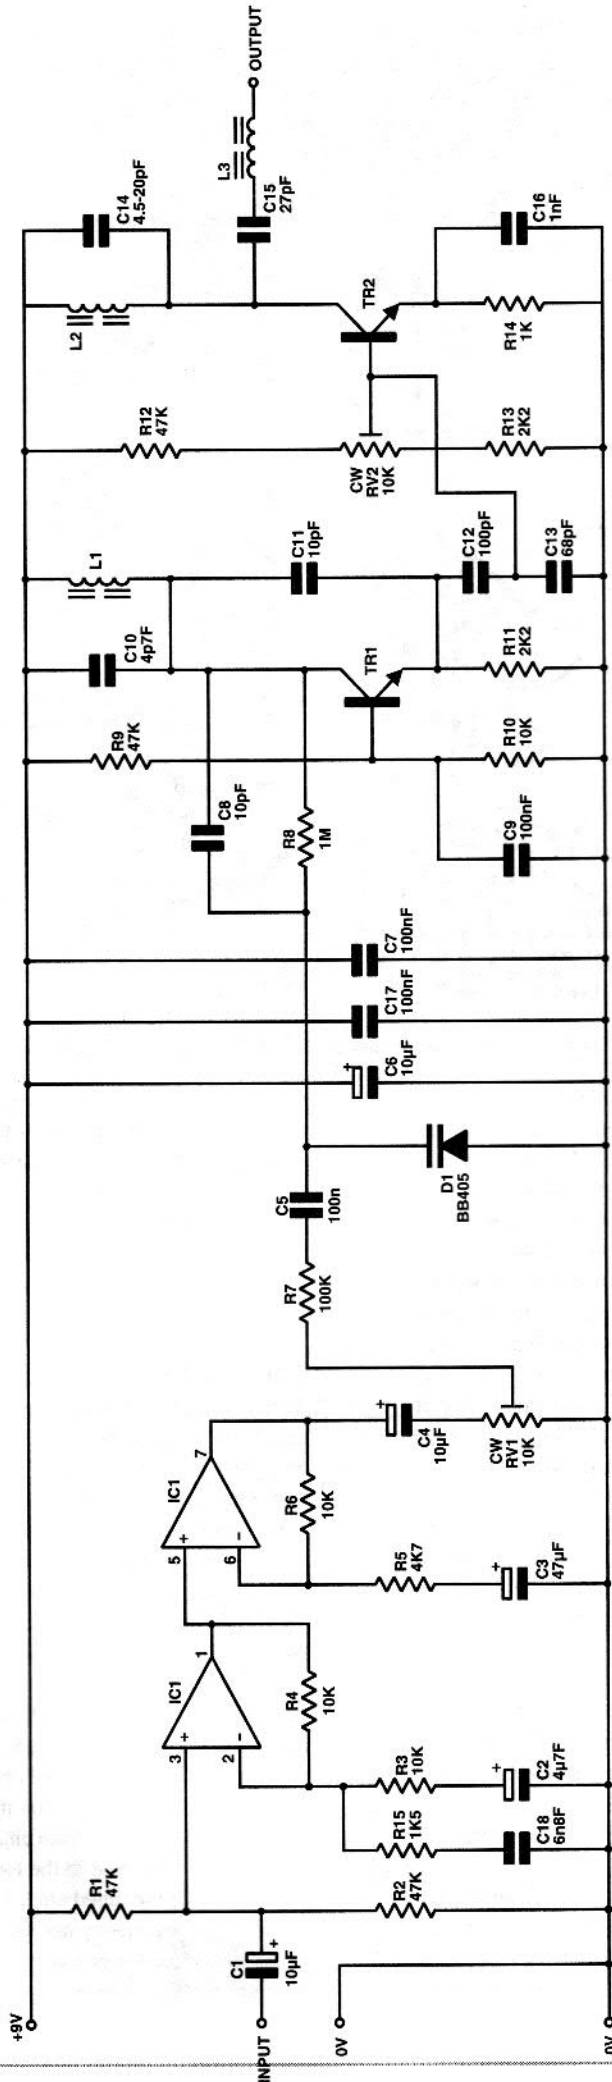 +9V
INPUT
0V
0V
C1
10µF
R1
47K
R2
47K
R15
1K5
C18
6n8F
R3
10K
C2
4µ7F
+
+
3
2
+
−
IC1
1
R4
10K
5
6
+
−
IC1
7
R6
10K
R5
4K7
C3
47µF
+
C4
10µF
+
CW
RV1
10K
R7
100K
C5
100n
D1
BB405
C6
10µF
+
C17
100nF
C7
100nF
C8
10pF
R8
1M
C9
100nF
R9
47K
R10
10K
C10
4p7F
TR1
R11
2K2
L1
C11
10pF
C12
100pF
C13
68pF
R12
47K
CW
RV2
10K
R13
2K2
L2
TR2
R14
1K
C14
4.5-20pF
C15
27pF
C16
1nF
L3
OUTPUT